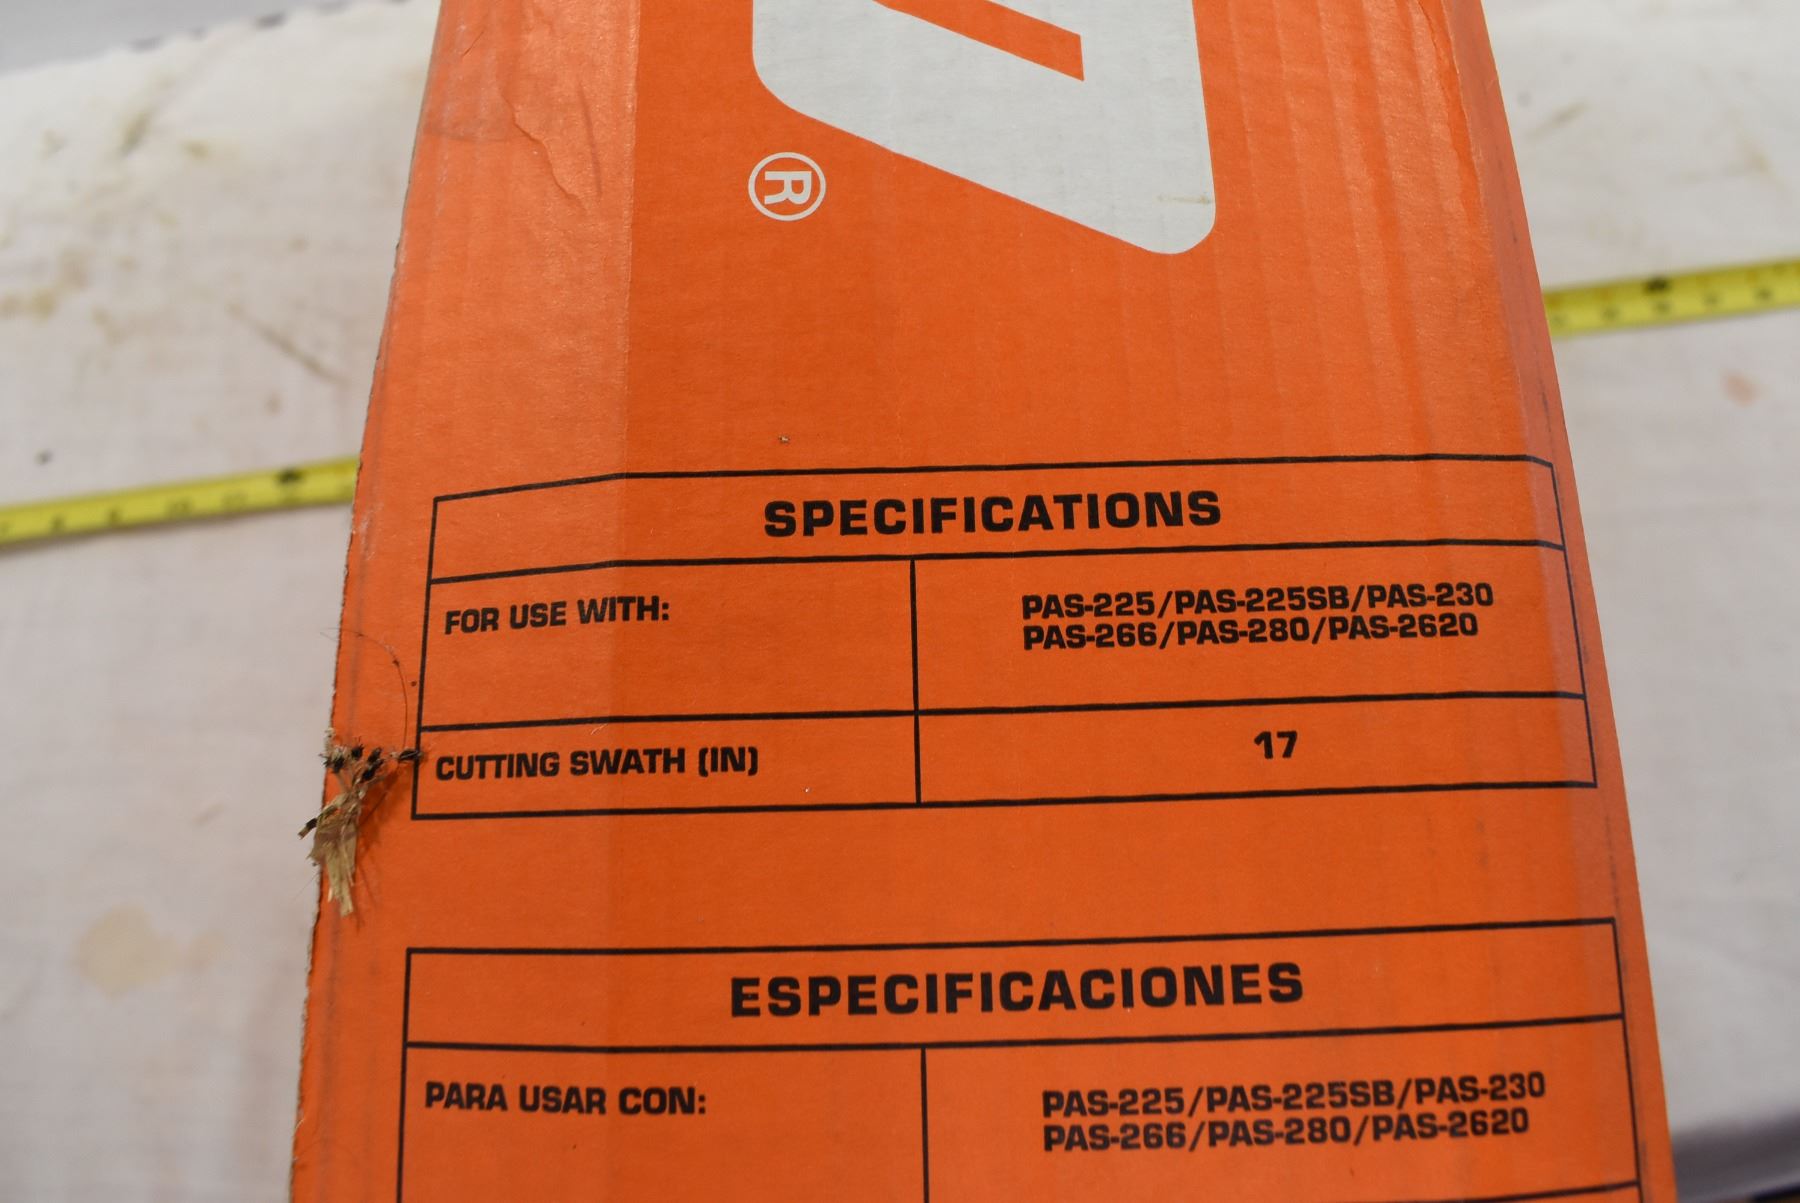 ®
SPECIFICATIONS
FOR USE WITH:
PAS-225/PAS-225SB/PAS-230
PAS-266/PAS-280/PAS-2620
CUTTING SWATH (IN)
17
ESPECIFICACIONES
PARA USAR CON:
PAS-225/PAS-225SB/PAS-230
PAS-266/PAS-280/PAS-2620